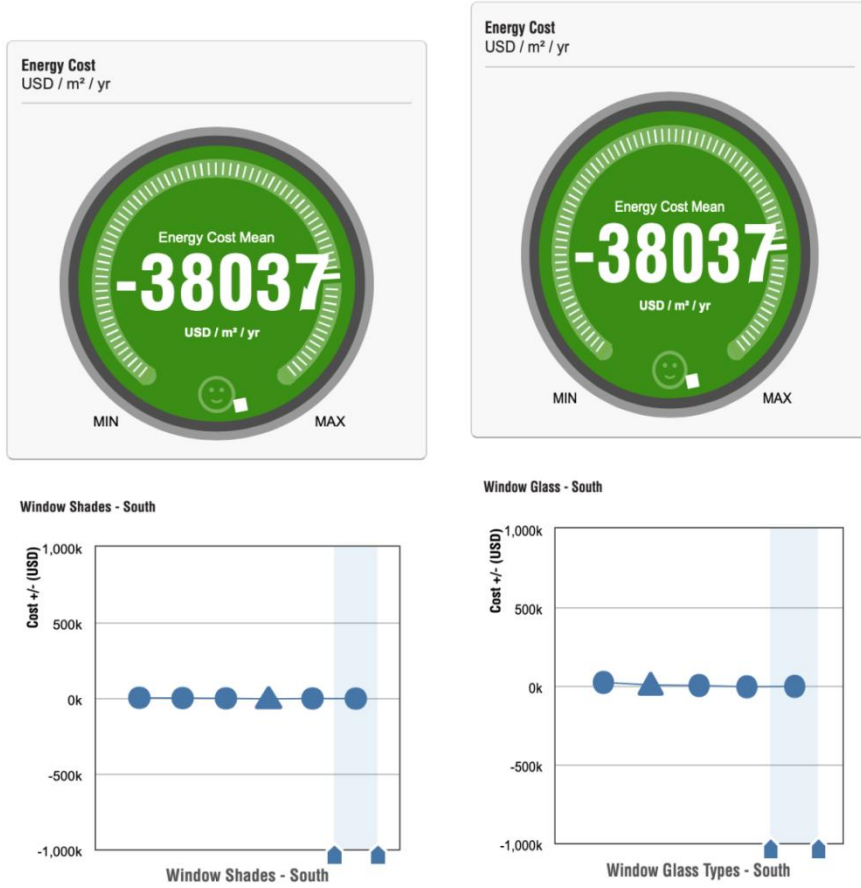 Energy Cost
USD / m² / yr
Energy Cost Mean
-38037
USD / m² / yr
MIN
MAX
Energy Cost
USD / m² / yr
Energy Cost Mean
-38037
USD / m² / yr
MIN
MAX
Window Shades - South
Cost +/- (USD)
1,000k
500k
0k
-500k
-1,000k
Window Shades - South
Window Glass - South
Cost +/- (USD)
1,000k
500k
0k
-500k
-1,000k
Window Glass Types - South